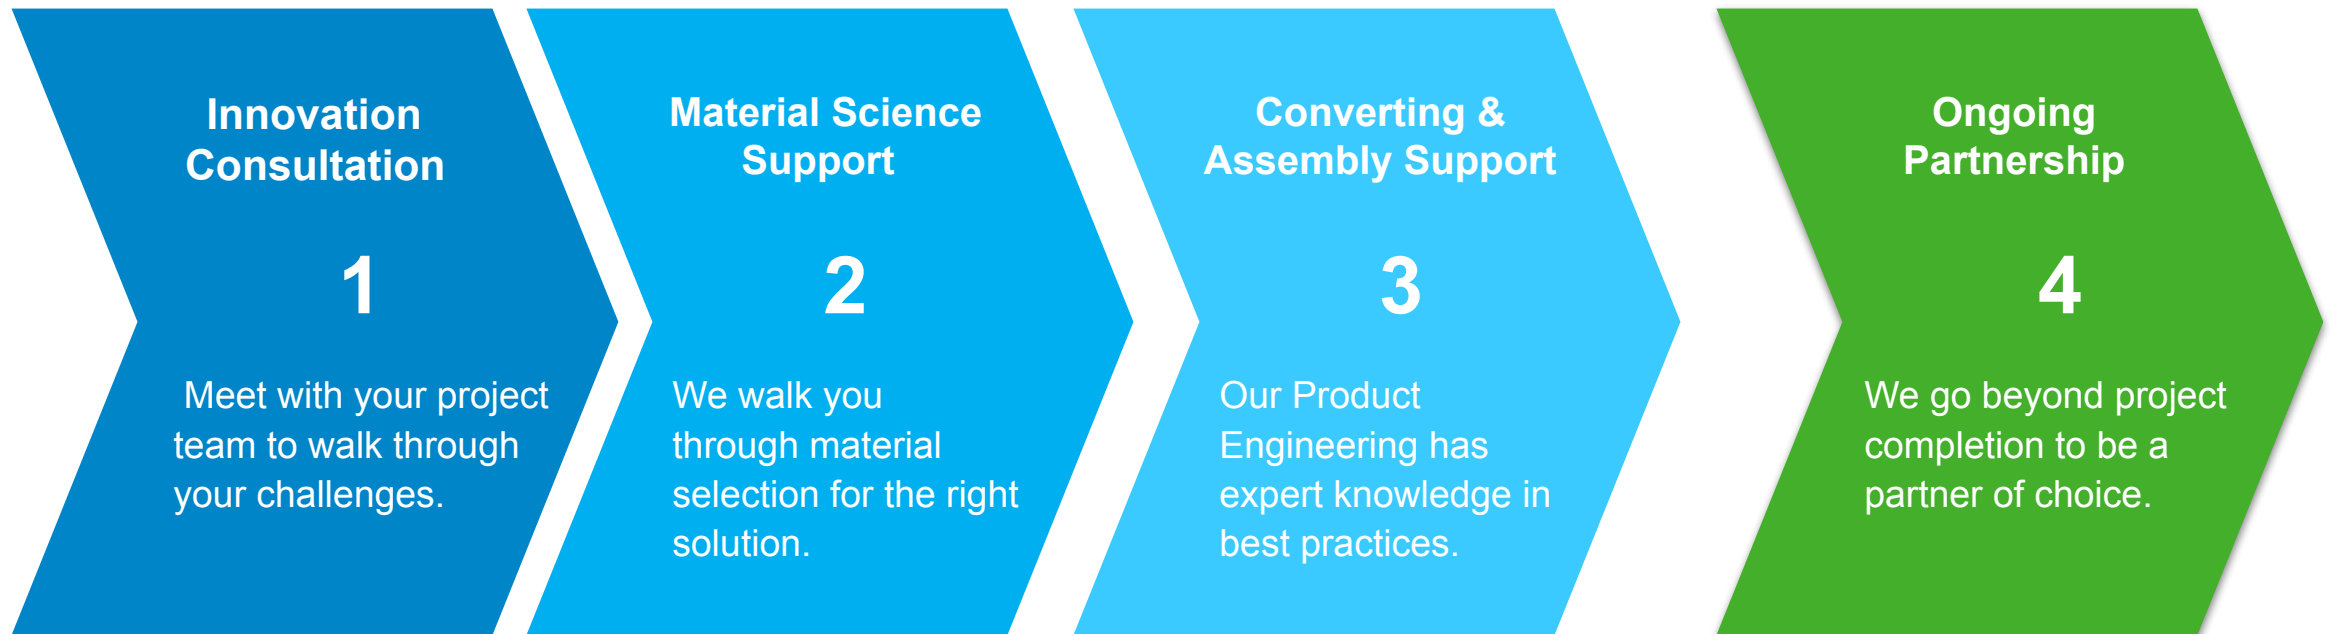 Innovation
Consultation
1
Meet with your project
team to walk through
your challenges.
Material Science
Support
2
We walk you
through material
selection for the right
solution.
Converting &
Assembly Support
3
Our Product
Engineering has
expert knowledge in
best practices.
Ongoing
Partnership
4
We go beyond project
completion to be a
partner of choice.